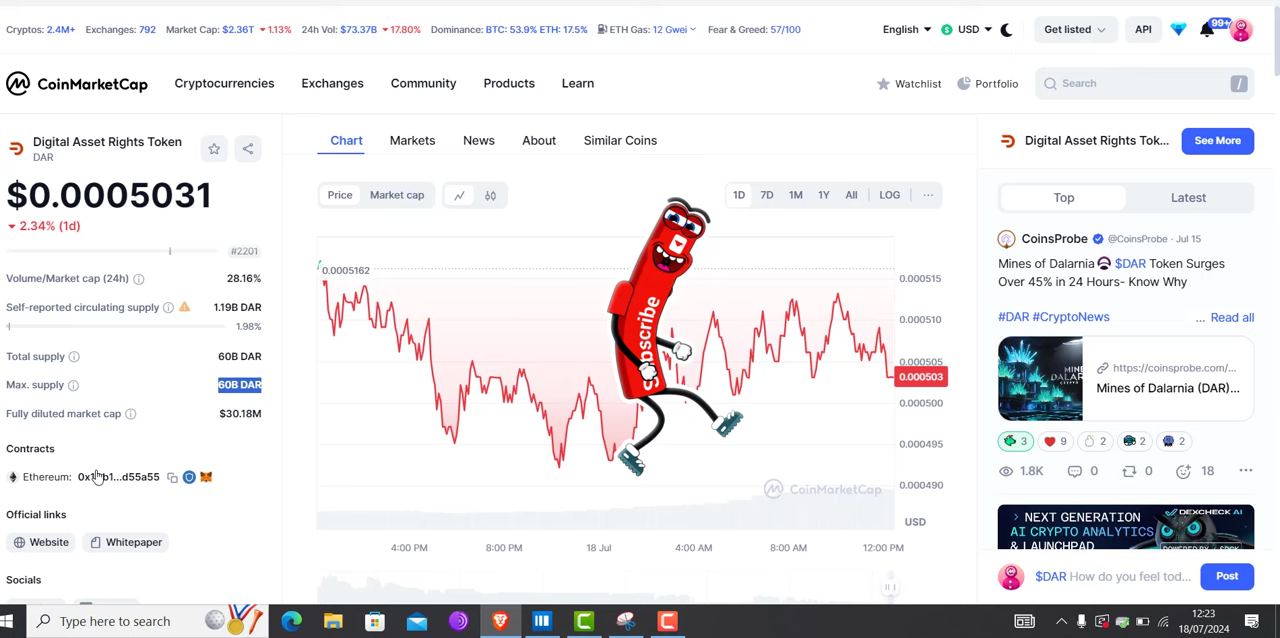 Cryptos: 2.4M+ Exchanges: 792 Market Cap: $2.36T 1.13% 24h Vol: $73.37B 17.80% Dominance: BTC: 53.9% ETH: 17.5% ETH Gas: 12 Gwei Fear & Greed: 57/100 English USD Get listed API 99+
CoinMarketCap Cryptocurrencies Exchanges Community Products Learn Watchlist Portfolio Search /
Digital Asset Rights Token
DAR
$0.0005031
2.34% (1d)
#2201
Volume/Market cap (24h) 28.16%
Self-reported circulating supply 1.19B DAR
1.98%
Total supply 60B DAR
Max. supply 60B DAR
Fully diluted market cap $30.18M
Contracts
Ethereum: d55a55
Official links
Website Whitepaper
Socials
Chart Markets News About Similar Coins
Price Market cap 1D 7D 1M 1Y All LOG ...
0.0005162
0.000515
0.000510
0.000505
0.000503
0.000500
0.000495
0.000490
Subscribe
CoinMarketCap
USD
4:00 PM 8:00 PM 18 Jul 4:00 AM 8:00 AM 12:00 PM
Digital Asset Rights Tok... See More
Top Latest
CoinsProbe @CoinsProbe · Jul 15
Mines of Dalarnia $DAR Token Surges
Over 45% in 24 Hours- Know Why
#DAR #CryptoNews ... Read all
https://coinsprobe.com/...
Mines of Dalarnia (DAR)...
3 9 2 2 2
1.8K 0 0 18 ...
DEXCHECK AI
> NEXT GENERATION
AI CRYPTO ANALYTICS
& LAUNCHPAD
$DAR How do you feel tod... Post
Type here to search
12:23
18/07/2024